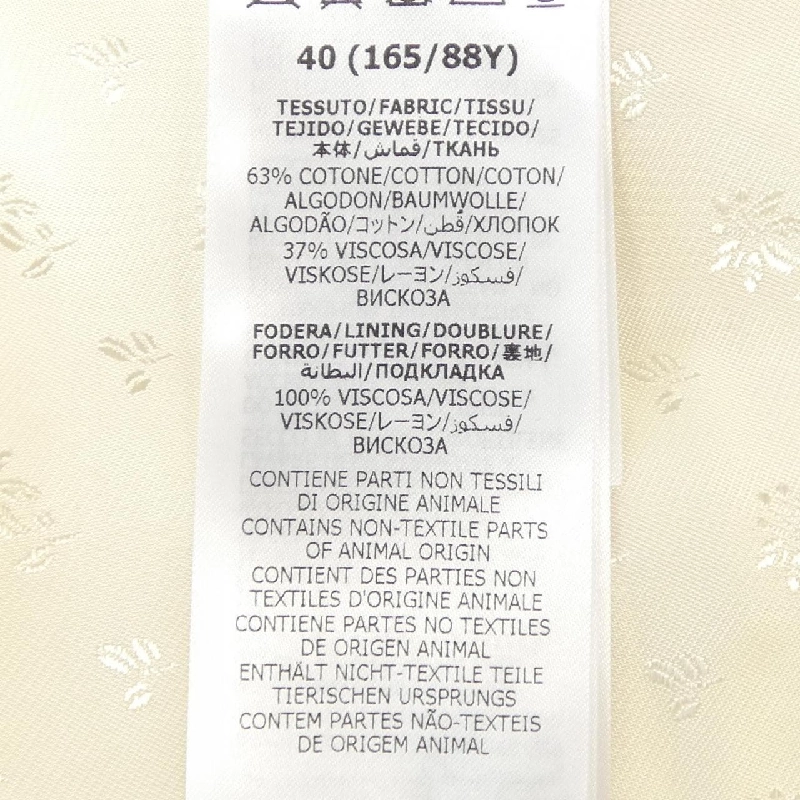 40 (165/88Y)
TESSUTO/FABRIC/TISSU/
TEJIDO/GEWEBE/TECIDO/
本体/قماش/ТКАНЬ
63% COTONE/COTTON/COTON/
ALGODON/BAUMWOLLE/
ALGODÃO/コットン/قُطن/ХЛОПОК
37% VISCOSA/VISCOSE/
VISKOSE/レーヨン/فسكوز/
ВИСКОЗА
FODERA/LINING/DOUBLURE/
FORRO/FUTTER/FORRO/裏地/
البطانة/ПОДКЛАДКА
100% VISCOSA/VISCOSE/
VISKOSE/レーヨン/فسكوز/
ВИСКОЗА
CONTIENE PARTI NON TESSILI
DI ORIGINE ANIMALE
CONTAINS NON-TEXTILE PARTS
OF ANIMAL ORIGIN
CONTIENT DES PARTIES NON
TEXTILES D'ORIGINE ANIMALE
CONTIENE PARTES NO TEXTILES
DE ORIGEN ANIMAL
ENTHÄLT NICHT-TEXTILE TEILE
TIERISCHEN URSPRUNGS
CONTEM PARTES NÃO-TEXTEIS
DE ORIGEM ANIMAL